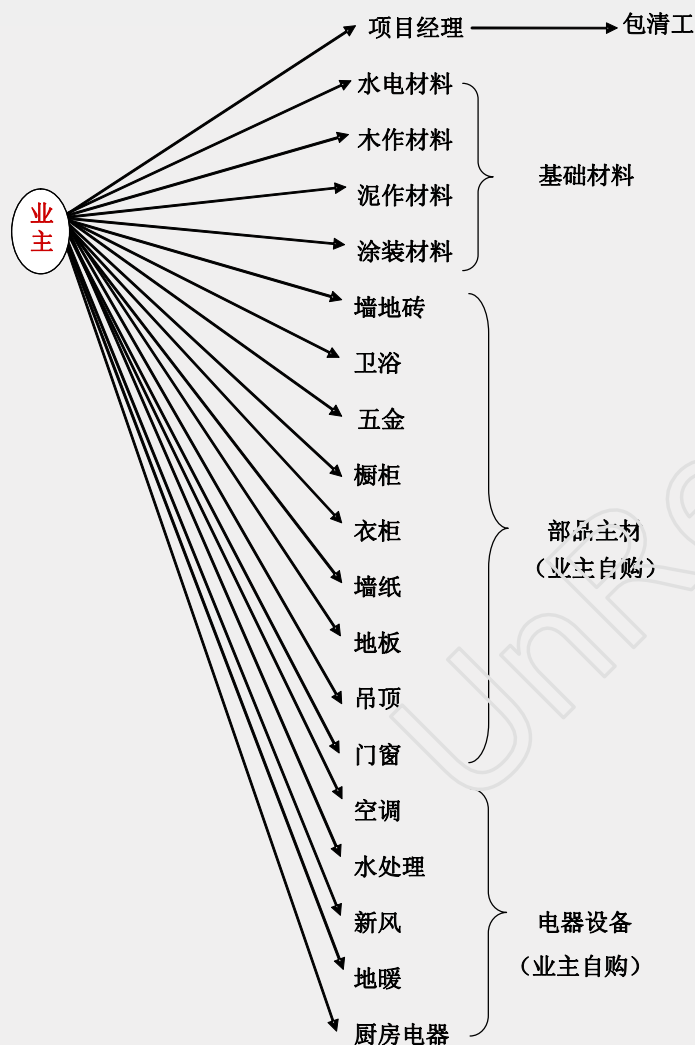 项目经理
包清工
水电材料
木作材料
基础材料
泥作材料
业
主
涂装材料
墙地砖
卫浴
五金
橱柜
衣柜
部品主材
(业主自购)
墙纸
地板
吊顶
门窗
空调
水处理
新风
电器设备
(业主自购)
地暖
厨房电器